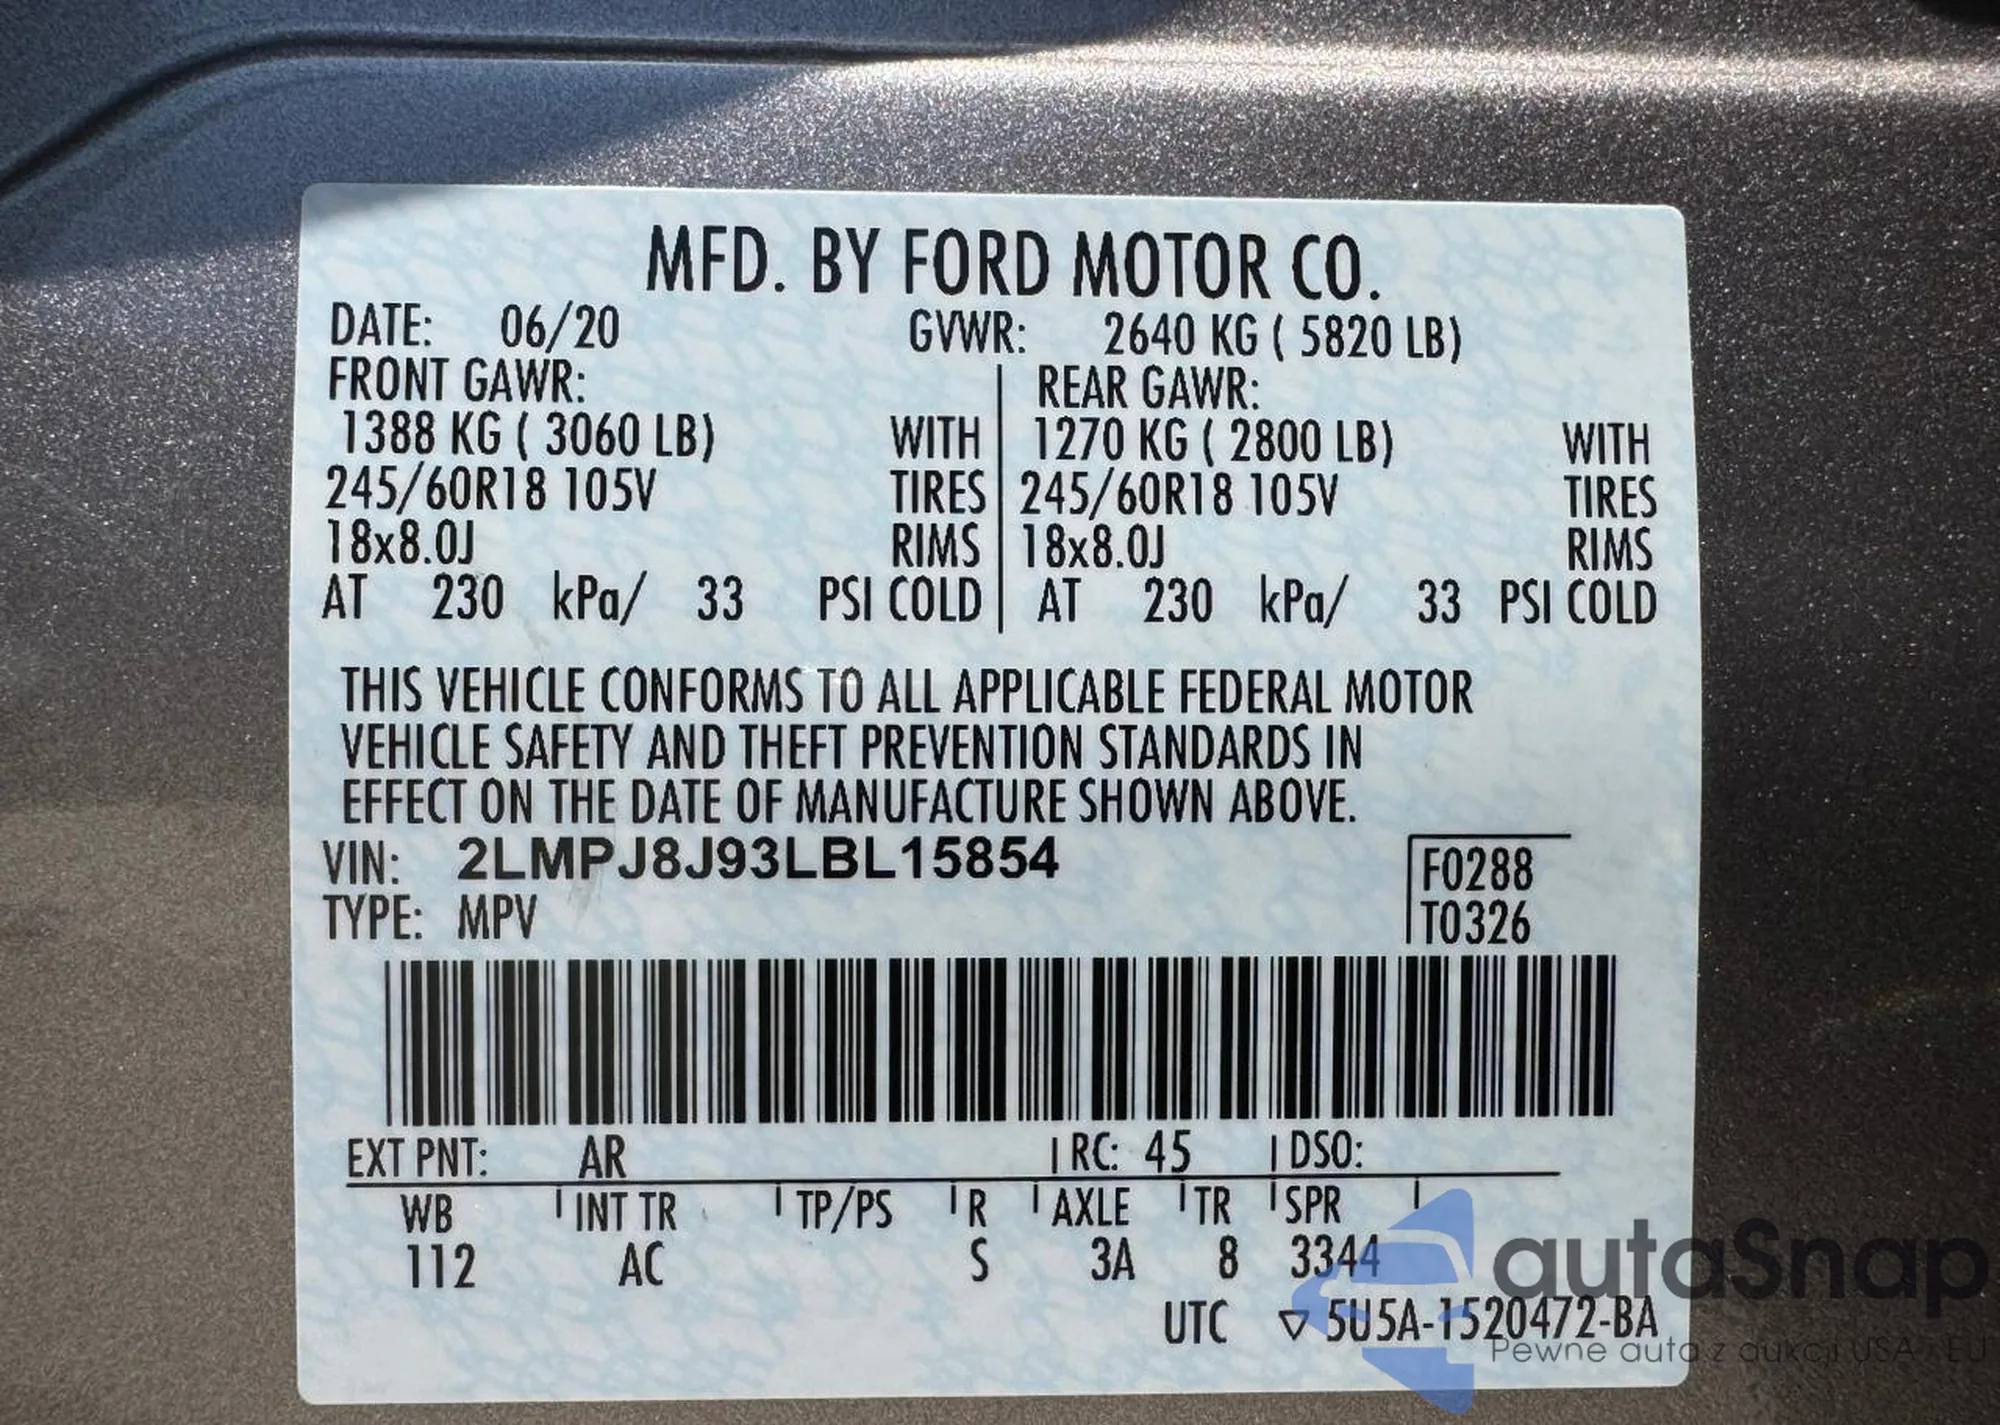 MFD. BY FORD MOTOR CO.
DATE: 06/20 GVWR: 2640 KG ( 5820 LB)
FRONT GAWR: REAR GAWR:
1388 KG ( 3060 LB) WITH 1270 KG ( 2800 LB) WITH
245/60R18 105V TIRES 245/60R18 105V TIRES
18x8.0J RIMS 18x8.0J RIMS
AT 230 kPa/ 33 PSI COLD AT 230 kPa/ 33 PSI COLD
THIS VEHICLE CONFORMS TO ALL APPLICABLE FEDERAL MOTOR
VEHICLE SAFETY AND THEFT PREVENTION STANDARDS IN
EFFECT ON THE DATE OF MANUFACTURE SHOWN ABOVE.
VIN: 2LMPJ8J93LBL15854 F0288
TYPE: MPV T0326
EXT PNT: AR RC: 45 DSO:
WB INT TR TP/PS R AXLE TR SPR
112 AC S 3A 8 3344
UTC ▽ 5U5A-1520472-BA
autaSnap
Pewne auta z aukcji USA i EU